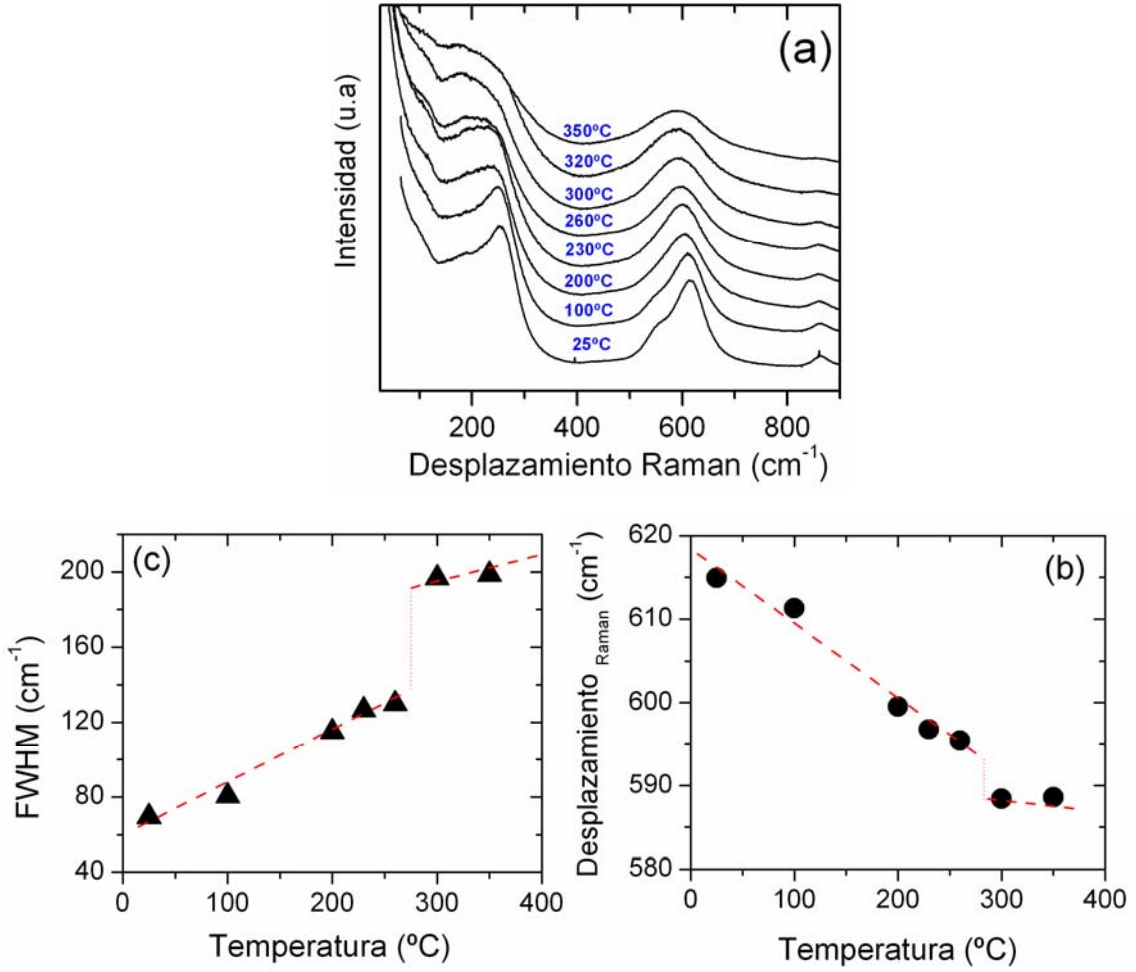 (a)
Intensidad (u.a)
350ºC
320ºC
300ºC
260ºC
230ºC
200ºC
100ºC
25ºC
200 400 600 800
Desplazamiento Raman (cm⁻¹)
(c)
FWHM (cm⁻¹)
200
160
120
80
40
0 100 200 300 400
Temperatura (ºC)
(b)
Desplazamiento Raman (cm⁻¹)
620
610
600
590
580
0 100 200 300 400
Temperatura (ºC)